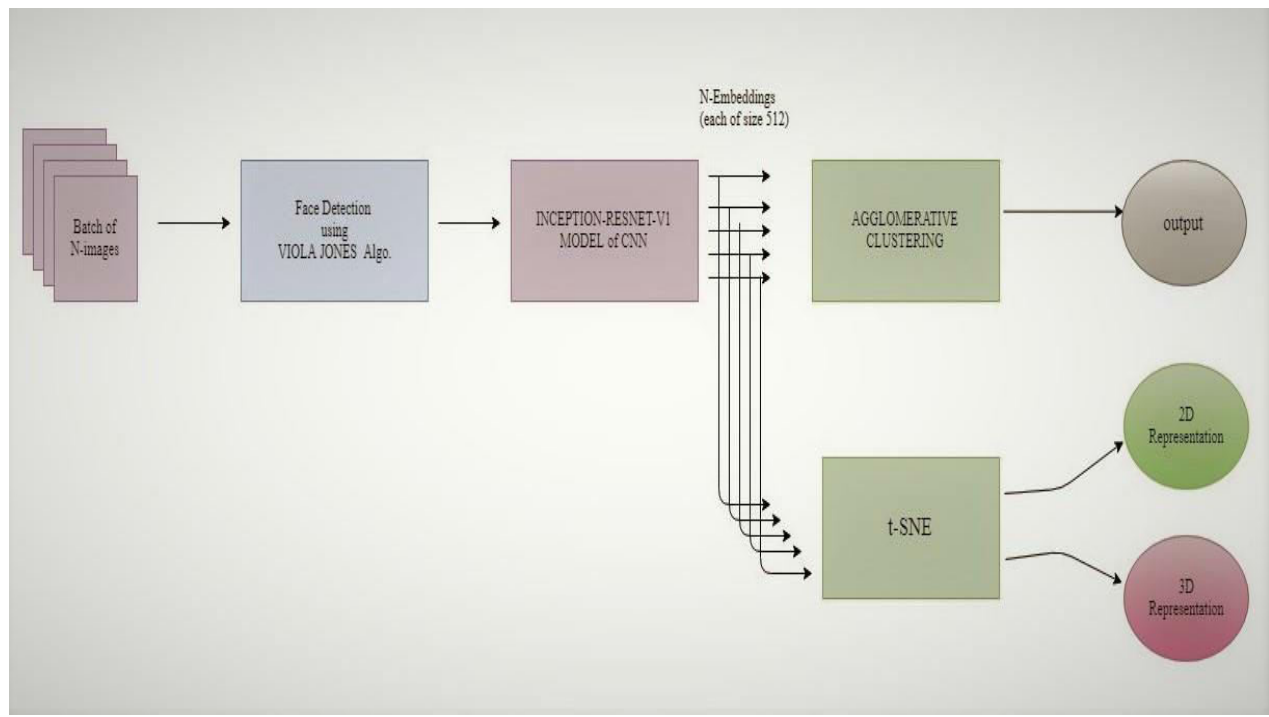 N-Embeddings
(each of size 512)
Batch of
N-images
Face Detection
using
VIOLA JONES Algo.
INCEPTION-RESNET-V1
MODEL of CNN
AGGLOMERATIVE
CLUSTERING
output
2D
Representation
t-SNE
3D
Representation